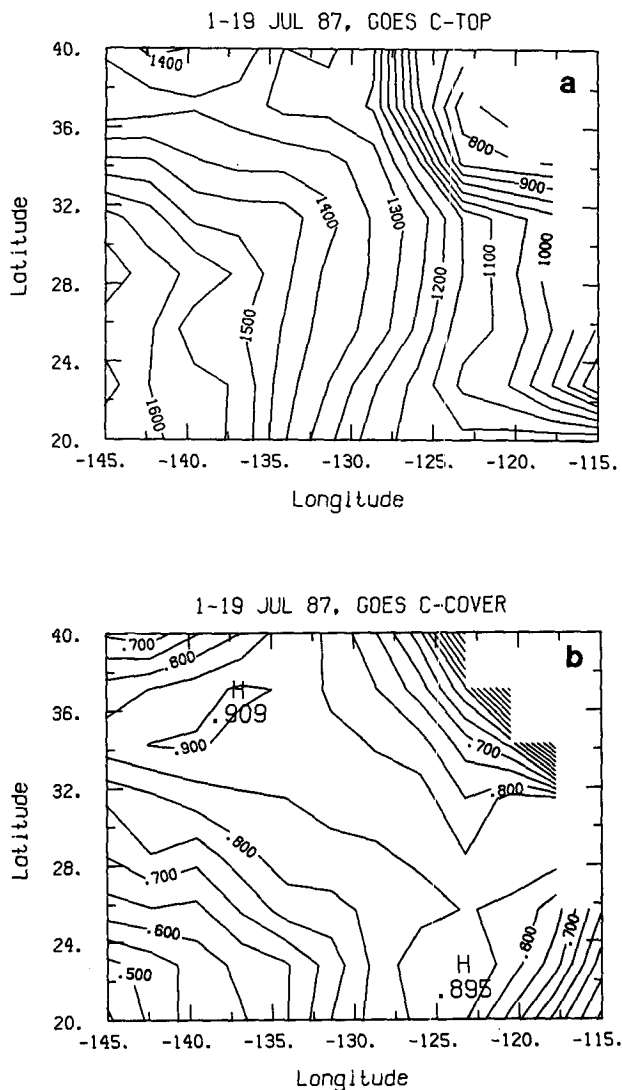 1-19 JUL 87, GOES C-TOP
a
40.
36.
32.
28.
24.
20.
Latitude
1400
800
900
1400
1300
1200
1100
1000
1500
1600
-145. -140. -135. -130. -125. -120. -115.
Longitude
1-19 JUL 87, GOES C-COVER
b
40.
36.
32.
28.
24.
20.
Latitude
.700
.800
H
.909
.900
.700
.800
.800
.700
.600
.500
H
.895
.800
.700
-145. -140. -135. -130. -125. -120. -115.
Longitude